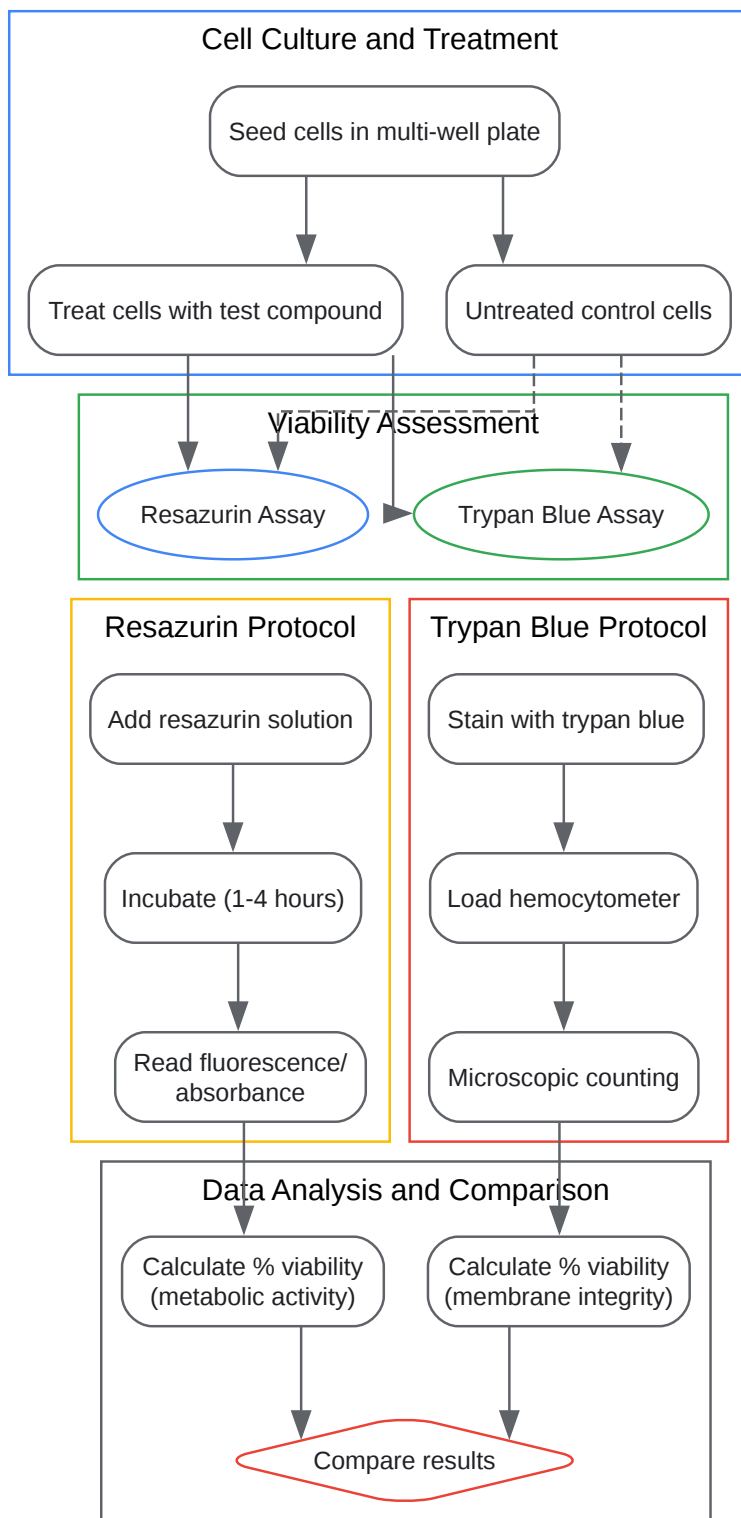 Cell Culture and Treatment
Seed cells in multi-well plate
Treat cells with test compound
Untreated control cells
Viability Assessment
Resazurin Assay
Trypan Blue Assay
Resazurin Protocol
Add resazurin solution
Incubate (1-4 hours)
Read fluorescence/
absorbance
Trypan Blue Protocol
Stain with trypan blue
Load hemocytometer
Microscopic counting
Data Analysis and Comparison
Calculate % viability
(metabolic activity)
Calculate % viability
(membrane integrity)
Compare results